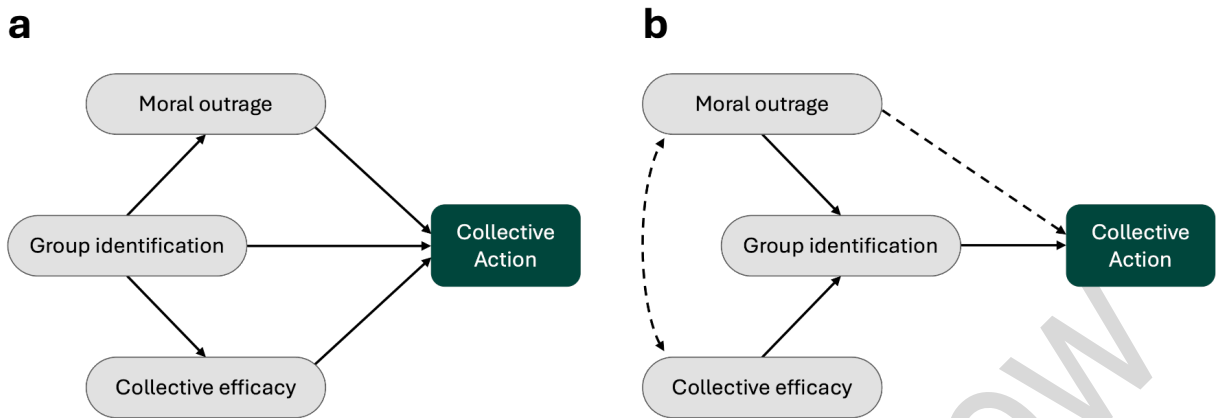 a
b
Moral outrage
Group identification
Collective efficacy
Collective
Action
Moral outrage
Group identification
Collective efficacy
Collective
Action